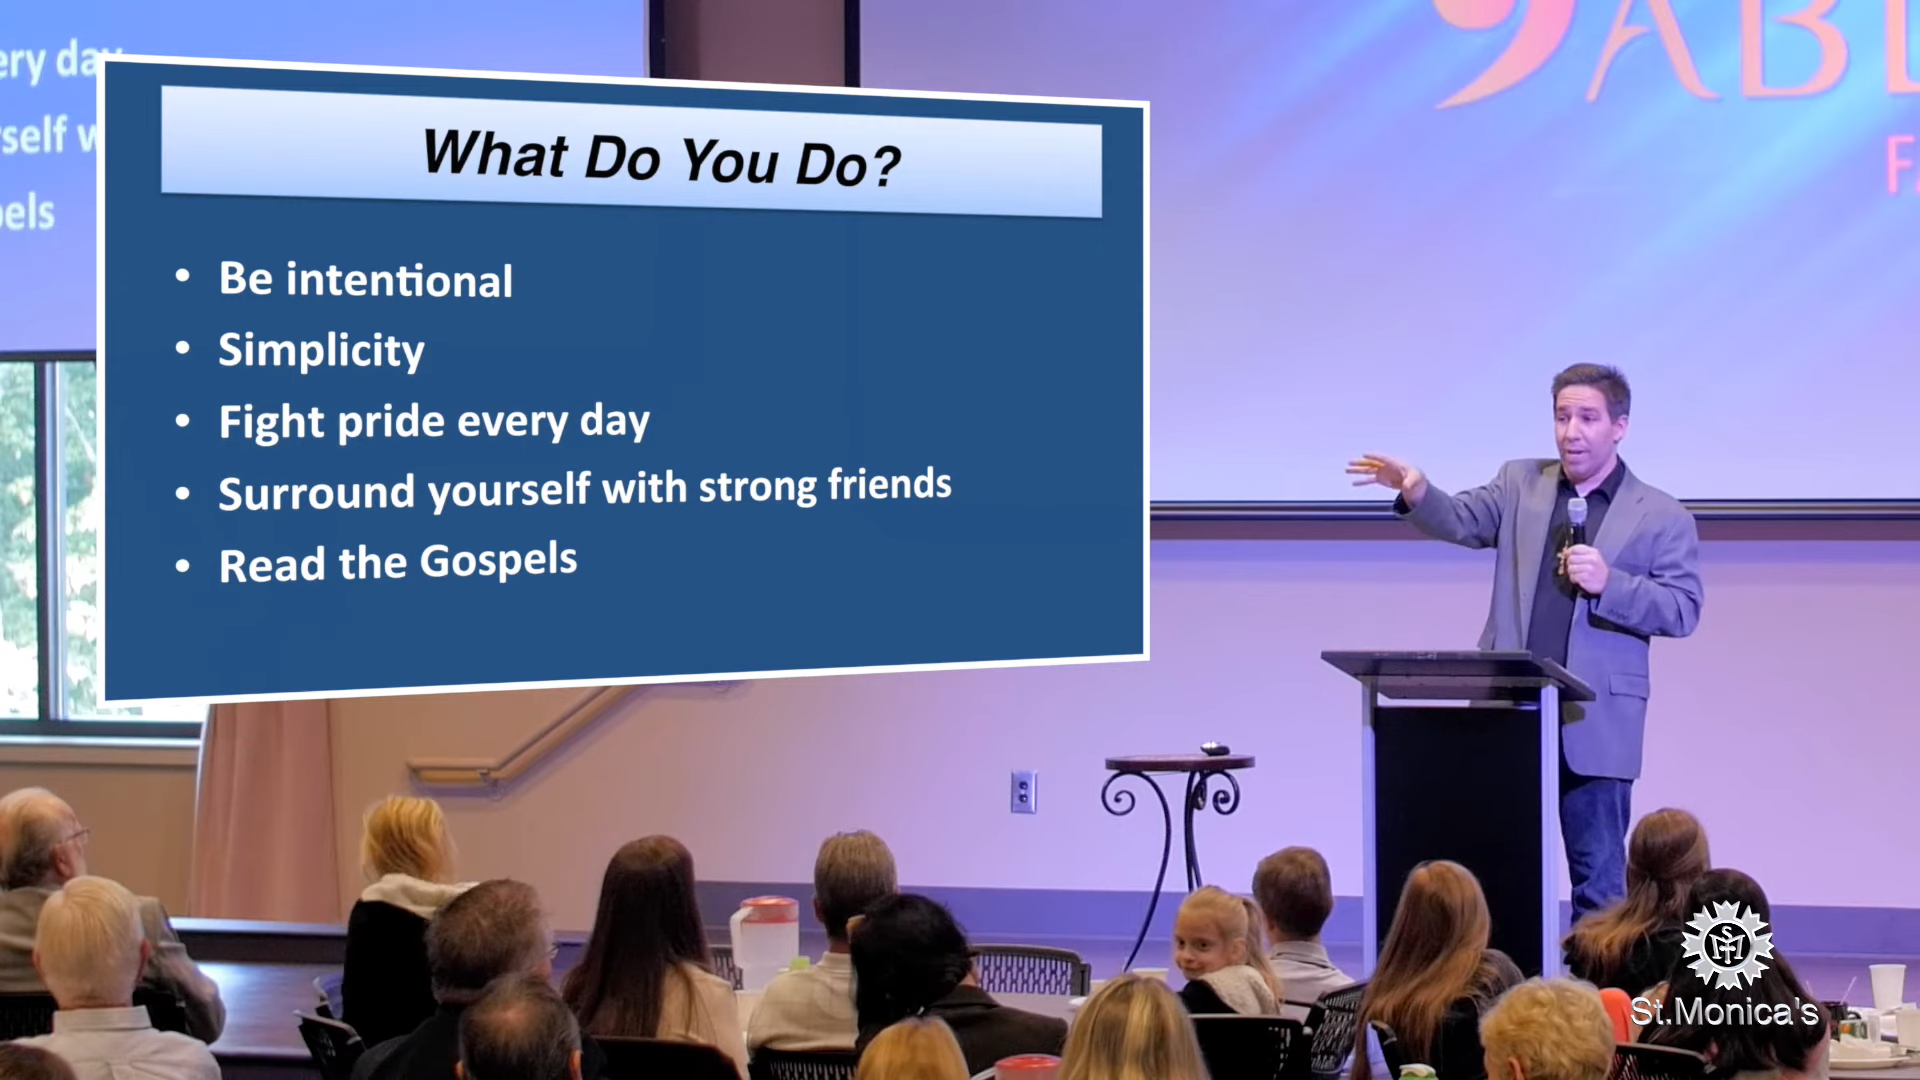 What Do You Do?
• Be intentional
• Simplicity
• Fight pride every day
• Surround yourself with strong friends
• Read the Gospels
day
St.Monica's